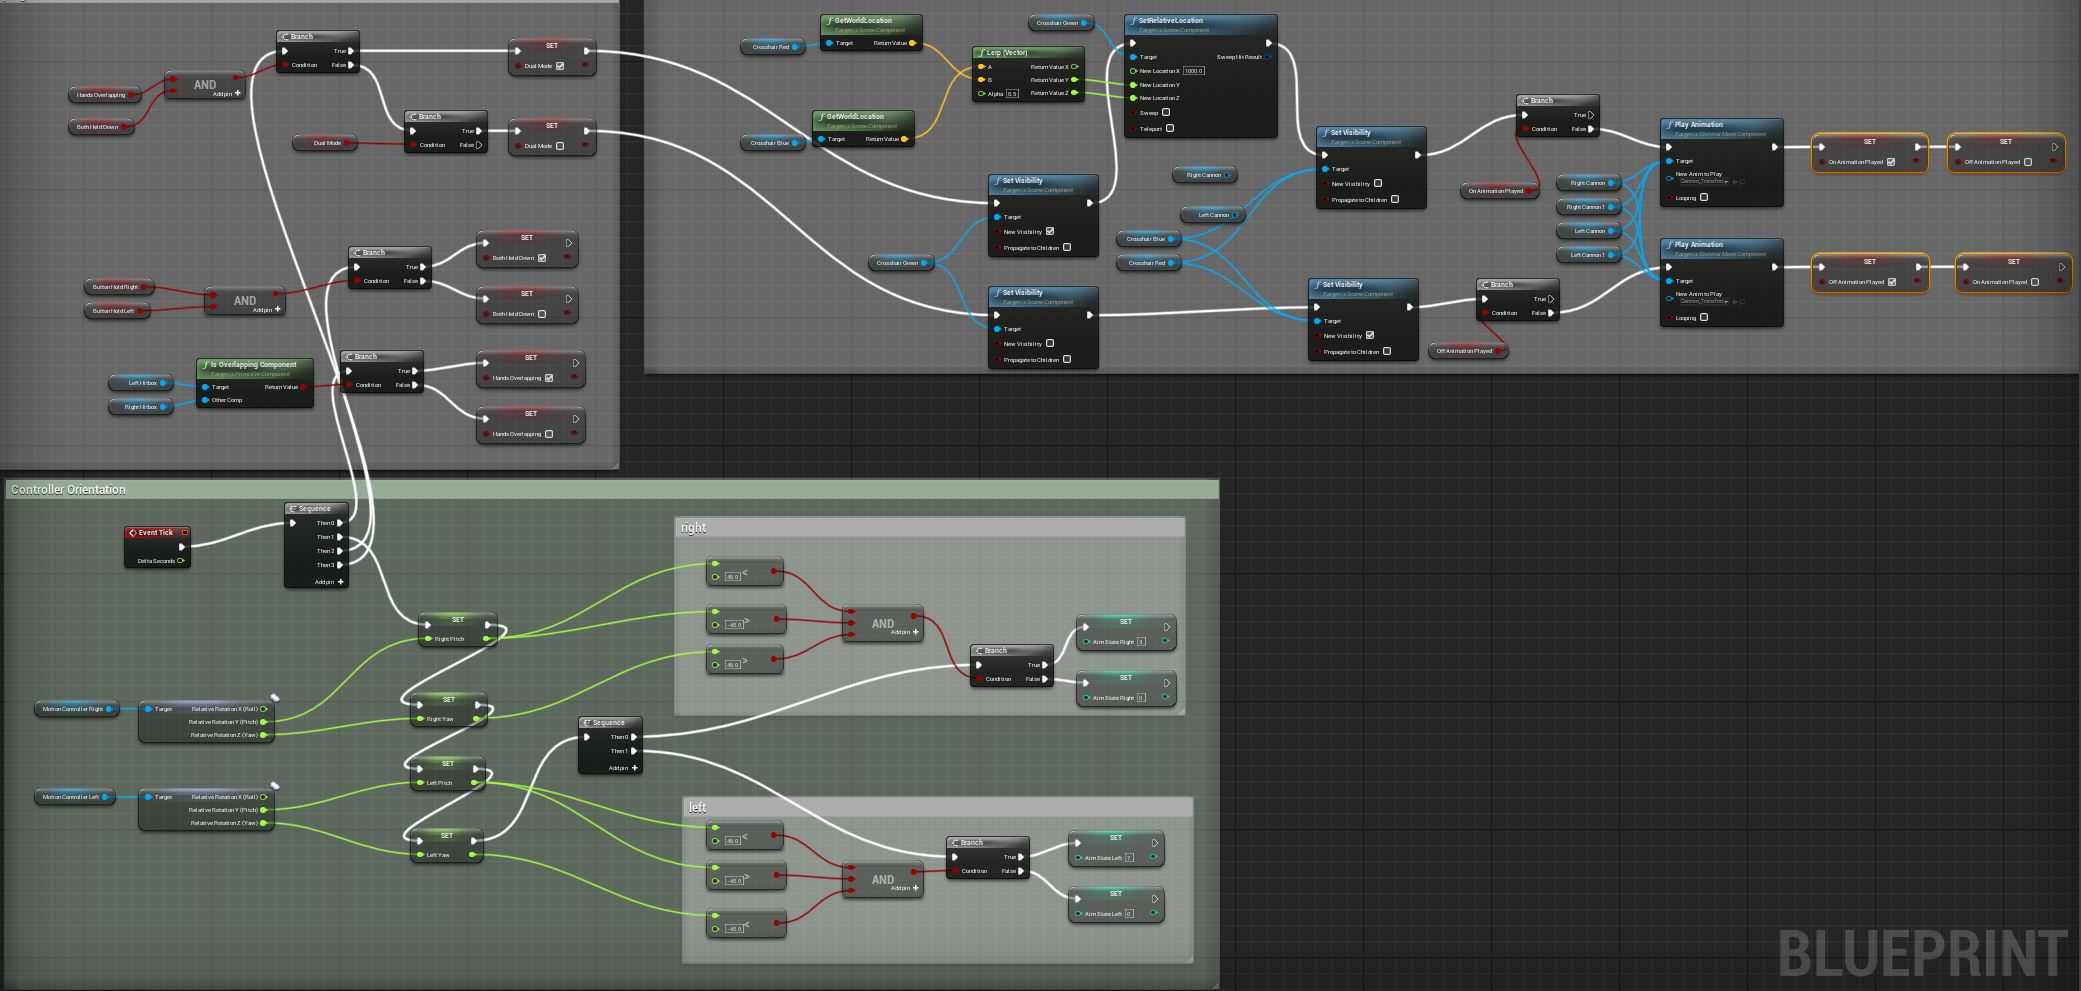 Branch
True
Condition
False
AND
Add pin
Hands Overlapping
Both Held Down
SET
Dual Mode
Branch
True
Condition
False
Dual Mode
SET
Dual Mode
Branch
True
Condition
False
SET
Both Held Down
SET
Both Held Down
Button Hold Right
Button Hold Left
AND
Add pin
Is Overlapping Component
Target is Primitive Component
Target
Return Value
Other Comp
Left Hitbox
Right Hitbox
Branch
True
Condition
False
SET
Hands Overlapping
SET
Hands Overlapping
Crosshair Red
GetWorldLocation
Target is Scene Component
Target
Return Value
Crosshair Blue
GetWorldLocation
Target is Scene Component
Target
Return Value
Lerp (Vector)
A
Return Value X
B
Return Value Y
Alpha 0.5
Return Value Z
Crosshair Green
SetRelativeLocation
Target is Scene Component
Target
Sweep Hit Result
New Location X 1000.0
New Location Y
New Location Z
Sweep
Teleport
Set Visibility
Target is Scene Component
Target
New Visibility
Propagate to Children
Crosshair Green
Set Visibility
Target is Scene Component
Target
New Visibility
Propagate to Children
Right Cannon
Left Cannon
Crosshair Blue
Crosshair Red
Set Visibility
Target is Scene Component
Target
New Visibility
Propagate to Children
Set Visibility
Target is Scene Component
Target
New Visibility
Propagate to Children
Branch
True
Condition
False
On Animation Played
Branch
True
Condition
False
Off Animation Played
Right Cannon
Right Cannon 1
Left Cannon
Left Cannon 1
Play Animation
Target is Skeletal Mesh Component
Target
New Anim to Play
Looping
Play Animation
Target is Skeletal Mesh Component
Target
New Anim to Play
Looping
SET
On Animation Played
SET
Off Animation Played
SET
Off Animation Played
SET
On Animation Played
Controller Orientation
Event Tick
Delta Seconds
Sequence
Then 0
Then 1
Then 2
Then 3
Add pin
Motion Controller Right
Target
Relative Rotation X (Roll)
Relative Rotation Y (Pitch)
Relative Rotation Z (Yaw)
Motion Controller Left
Target
Relative Rotation X (Roll)
Relative Rotation Y (Pitch)
Relative Rotation Z (Yaw)
SET
Right Pitch
SET
Right Yaw
SET
Left Pitch
SET
Left Yaw
Sequence
Then 0
Then 1
Add pin
right
45.0 <
-45.0 >
45.0 >
AND
Add pin
Branch
True
Condition
False
SET
Aim State Right 3
SET
Aim State Right 0
left
45.0 <
-45.0 >
-45.0 <
AND
Add pin
Branch
True
Condition
False
SET
Aim State Left 7
SET
Aim State Left 0
BLUEPRINT